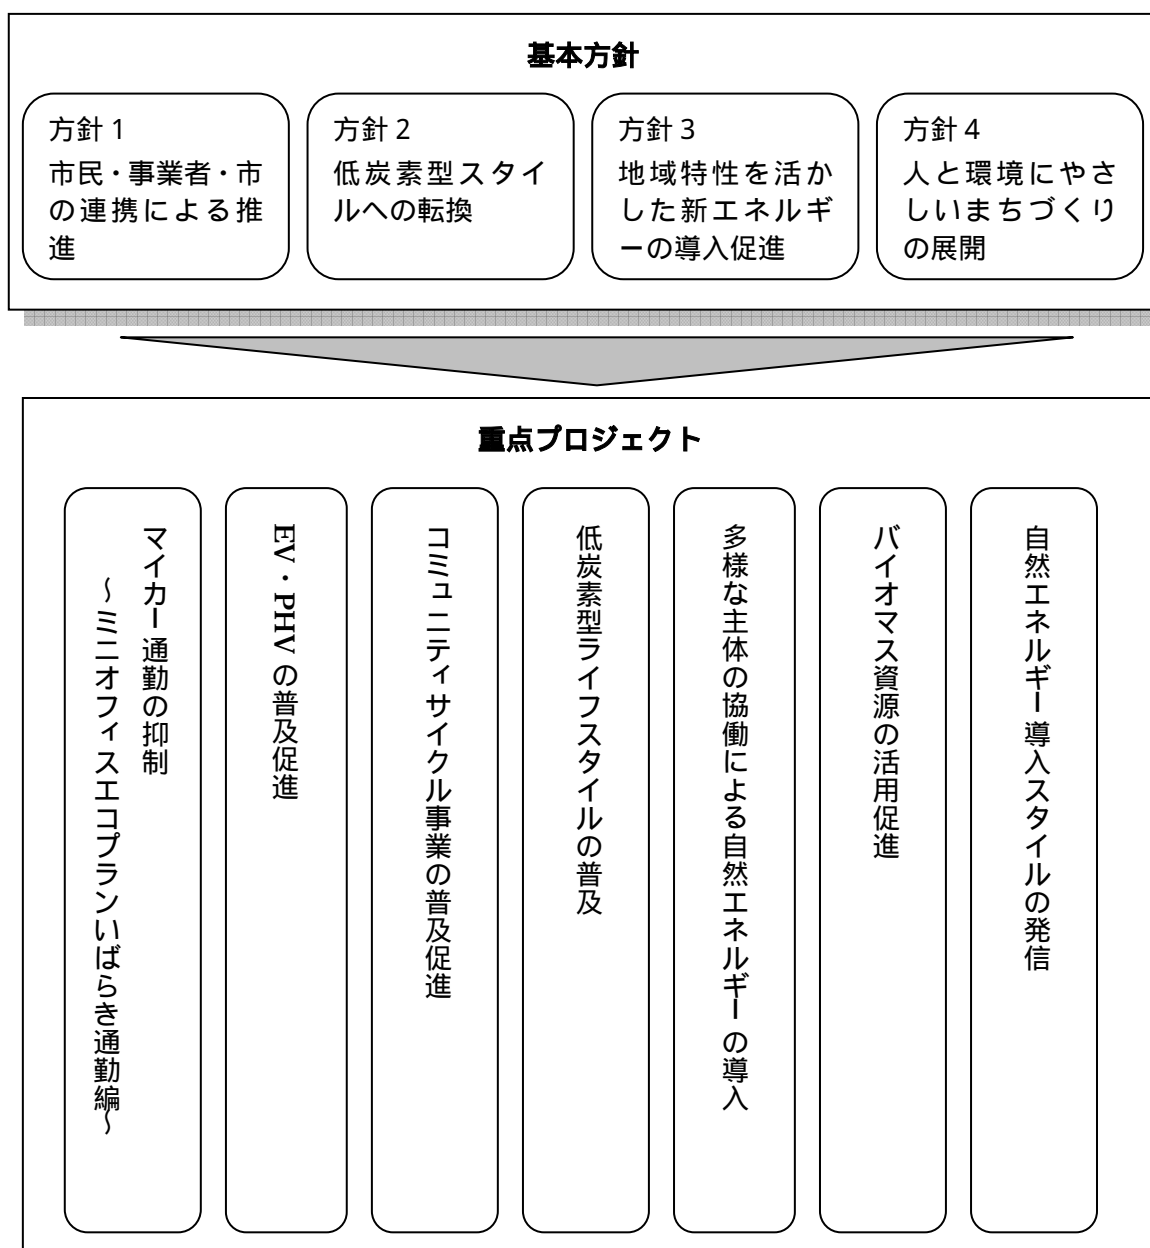 基本方針
方針 1
市民・事業者・市
の連携による推
進
方針 2
低炭素型スタイ
ルへの転換
方針 3
地域特性を活か
した新エネルギ
ーの導入促進
方針 4
人と環境にやさ
しいまちづくり
の展開
重点プロジェクト
マイカー通勤の抑制
～ミニオフィスエコプランいばらき通勤編～
EV・PHV の普及促進
コミュニティサイクル事業の普及促進
低炭素型ライフスタイルの普及
多様な主体の協働による自然エネルギーの導入
バイオマス資源の活用促進
自然エネルギー導入スタイルの発信